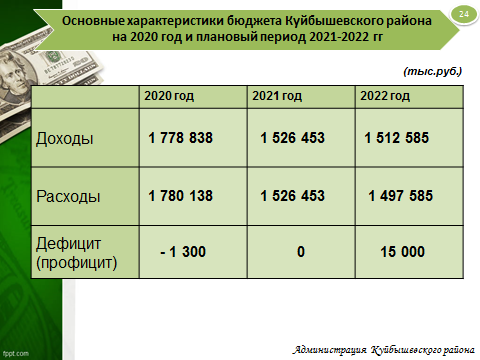 Основные характеристики бюджета Куйбышевского района
на 2020 год и плановый период 2021-2022 гг
24
(тыс.руб.)
2020 год 2021 год 2022 год
Доходы 1 778 838 1 526 453 1 512 585
Расходы 1 780 138 1 526 453 1 497 585
Дефицит
(профицит) - 1 300 0 15 000
fppt.com
Администрация Куйбышевского района